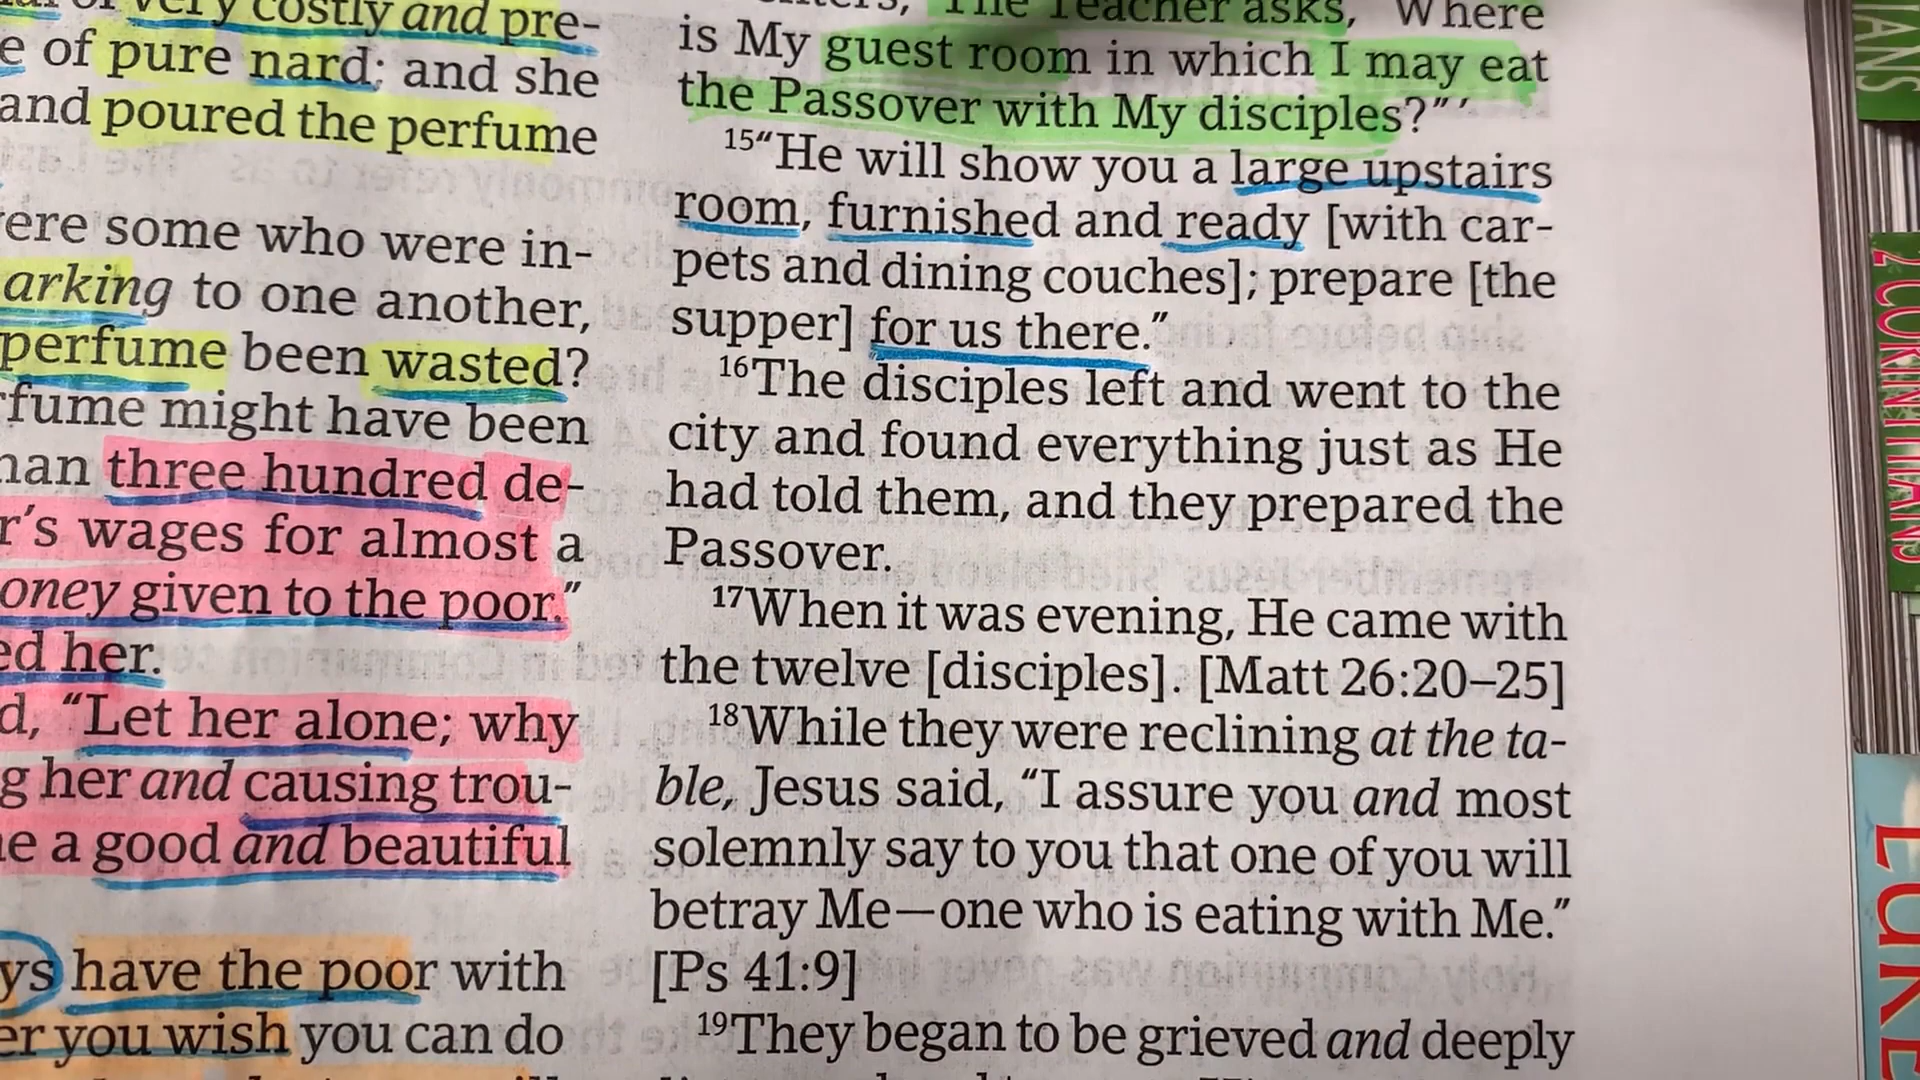 very costly and pre-
e of pure nard; and she
and poured the perfume
ere some who were in-
arking to one another,
perfume been wasted?
fume might have been
han three hundred de-
r's wages for almost a
oney given to the poor."
ed her.
d, "Let her alone; why
g her and causing trou-
e a good and beautiful
ys have the poor with
er you wish you can do
The Teacher asks, 'Where
is My guest room in which I may eat
the Passover with My disciples?"'
15"He will show you a large upstairs
room, furnished and ready [with car-
pets and dining couches]; prepare [the
supper] for us there."
16The disciples left and went to the
city and found everything just as He
had told them, and they prepared the
Passover.
17When it was evening, He came with
the twelve [disciples]. [Matt 26:20–25]
18While they were reclining at the ta-
ble, Jesus said, "I assure you and most
solemnly say to you that one of you will
betray Me—one who is eating with Me."
[Ps 41:9]
19They began to be grieved and deeply
IANS
2 CORINTHIANS
LUKE